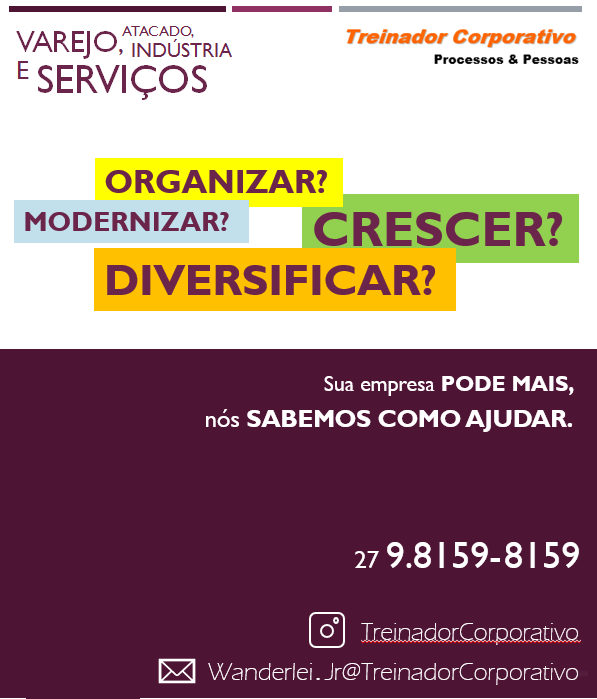 VAREJO, ATACADO, INDÚSTRIA
E SERVIÇOS
Treinador Corporativo
Processos & Pessoas
ORGANIZAR?
MODERNIZAR?
CRESCER?
DIVERSIFICAR?
Sua empresa PODE MAIS,
nós SABEMOS COMO AJUDAR.
27 9.8159-8159
TreinadorCorporativo
Wanderlei.Jr@TreinadorCorporativo